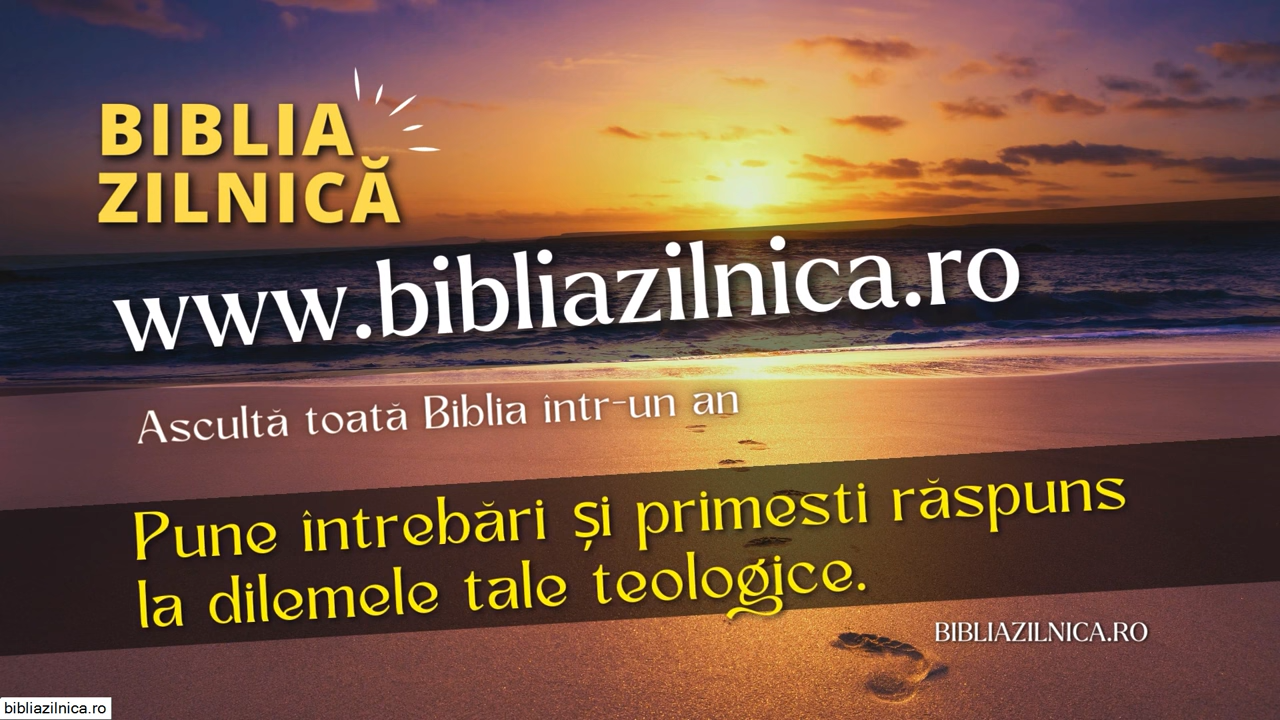 BIBLIA
ZILNICĂ
www.bibliazilnica.ro
Ascultă toată Biblia într-un an
Pune întrebări și primesti răspuns
la dilemele tale teologice.
BIBLIAZILNICA.RO
bibliazilnica.ro